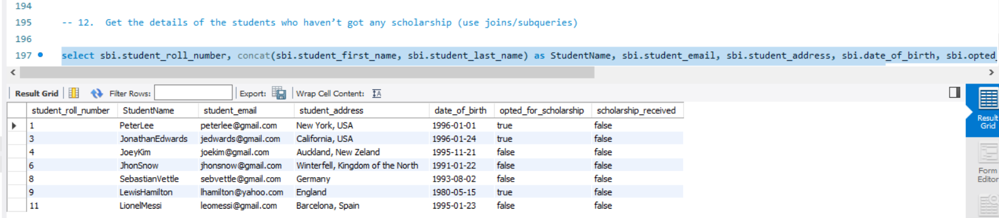 194
195 -- 12. Get the details of the students who haven’t got any scholarship (use joins/subqueries)
196
197 select sbi.student_roll_number, concat(sbi.student_first_name, sbi.student_last_name) as StudentName, sbi.student_email, sbi.student_address, sbi.date_of_birth, sbi.opted_
Result Grid Filter Rows: Export: Wrap Cell Content: IA
student_roll_number StudentName student_email student_address date_of_birth opted_for_scholarship scholarship_received
1 PeterLee peterlee@gmail.com New York, USA 1996-01-01 true false
3 JonathanEdwards jedwards@gmail.com California, USA 1996-01-24 true false
4 JoeyKim joekim@gmail.com Auckland, New Zeland 1995-11-21 false false
6 JhonSnow jhonsnow@gmail.com Winterfell, Kingdom of the North 1991-01-22 false false
8 SebastianVettle sebvettle@gmail.com Germany 1993-08-02 false false
9 LewisHamilton lhamilton@yahoo.com England 1980-05-15 true false
11 LionelMessi leomessi@gmail.com Barcelona, Spain 1995-01-23 false false
Result
Grid
Form
Editor